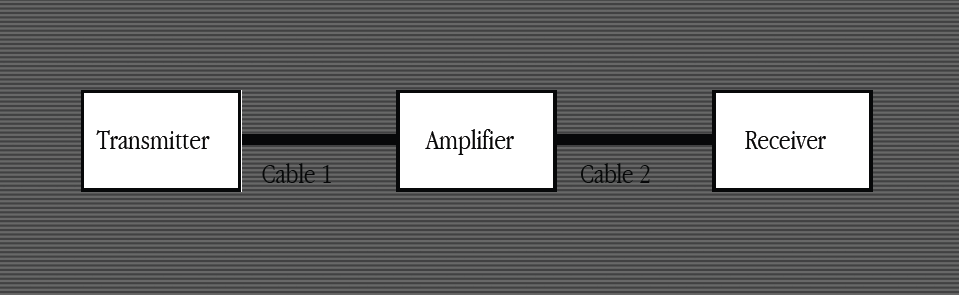 Transmitter
Amplifier
Receiver
Cable 1
Cable 2